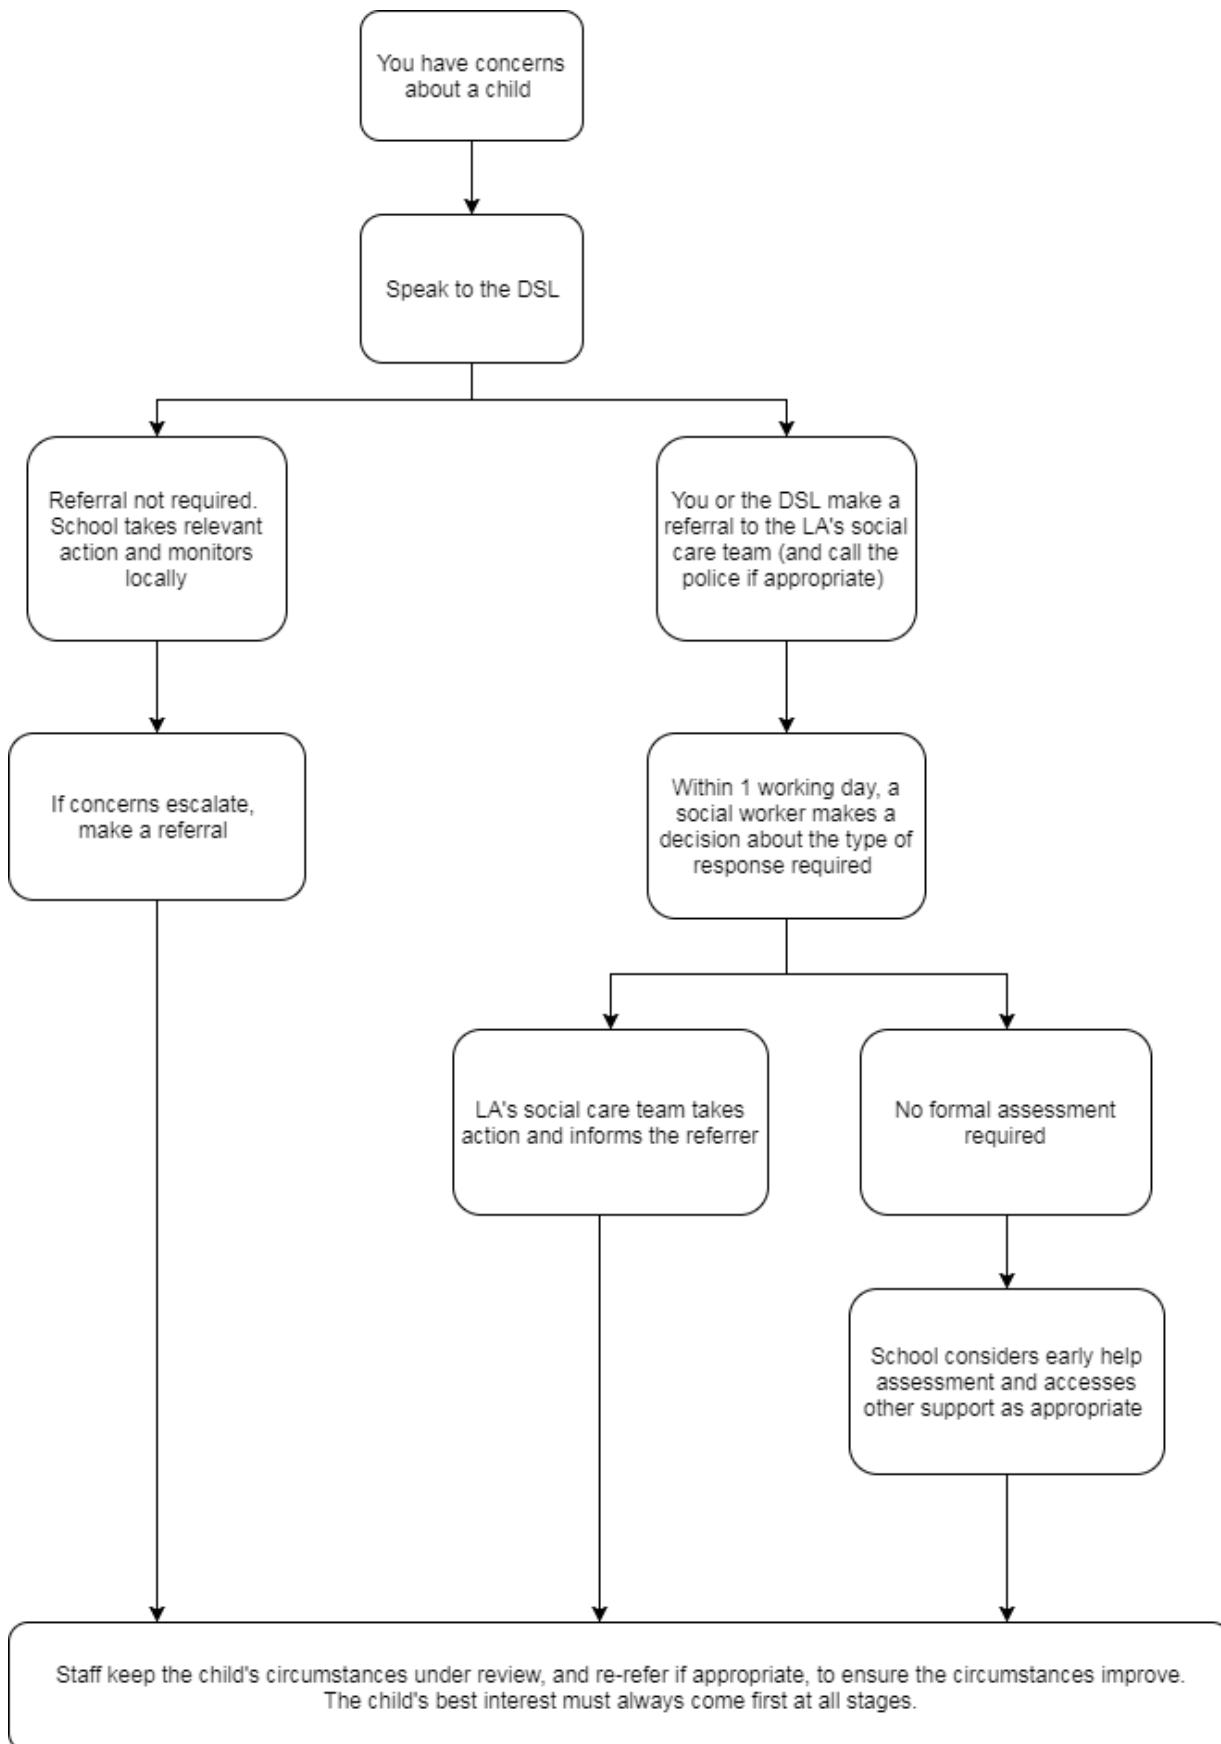 You have concerns
about a child
Speak to the DSL
Referral not required.
School takes relevant
action and monitors
locally
You or the DSL make a
referral to the LA's social
care team (and call the
police if appropriate)
If concerns escalate,
make a referral
Within 1 working day, a
social worker makes a
decision about the type of
response required
LA's social care team takes
action and informs the referrer
No formal assessment
required
School considers early help
assessment and accesses
other support as appropriate
Staff keep the child's circumstances under review, and re-refer if appropriate, to ensure the circumstances improve.
The child's best interest must always come first at all stages.